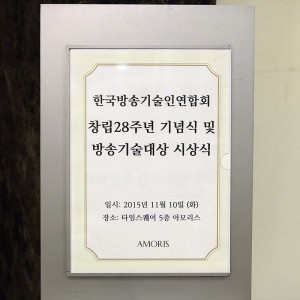 한국방송기술인연합회
창립28주년 기념식 및
방송기술대상 시상식
일시: 2015년 11월 10일 (화)
장소: 타임스퀘어 5층 아모리스
AMORIS